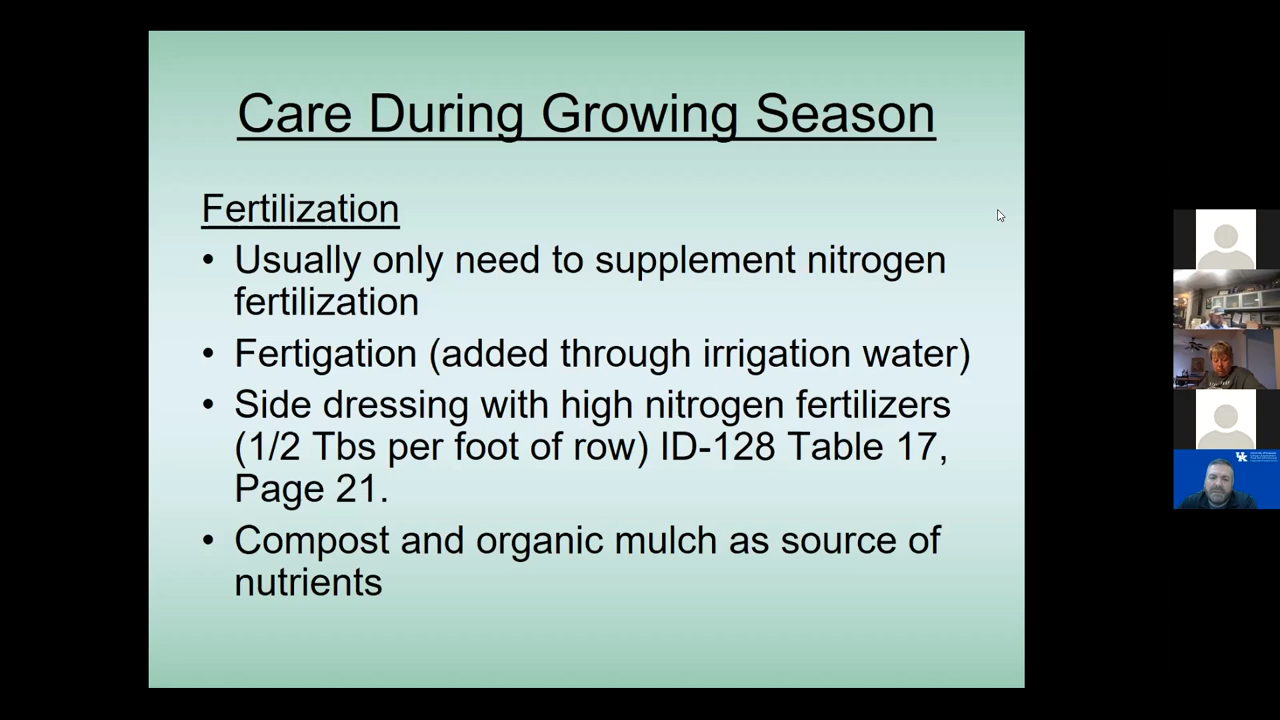 Care During Growing Season
Fertilization
• Usually only need to supplement nitrogen
fertilization
• Fertigation (added through irrigation water)
• Side dressing with high nitrogen fertilizers
(1/2 Tbs per foot of row) ID-128 Table 17,
Page 21.
• Compost and organic mulch as source of
nutrients
UK